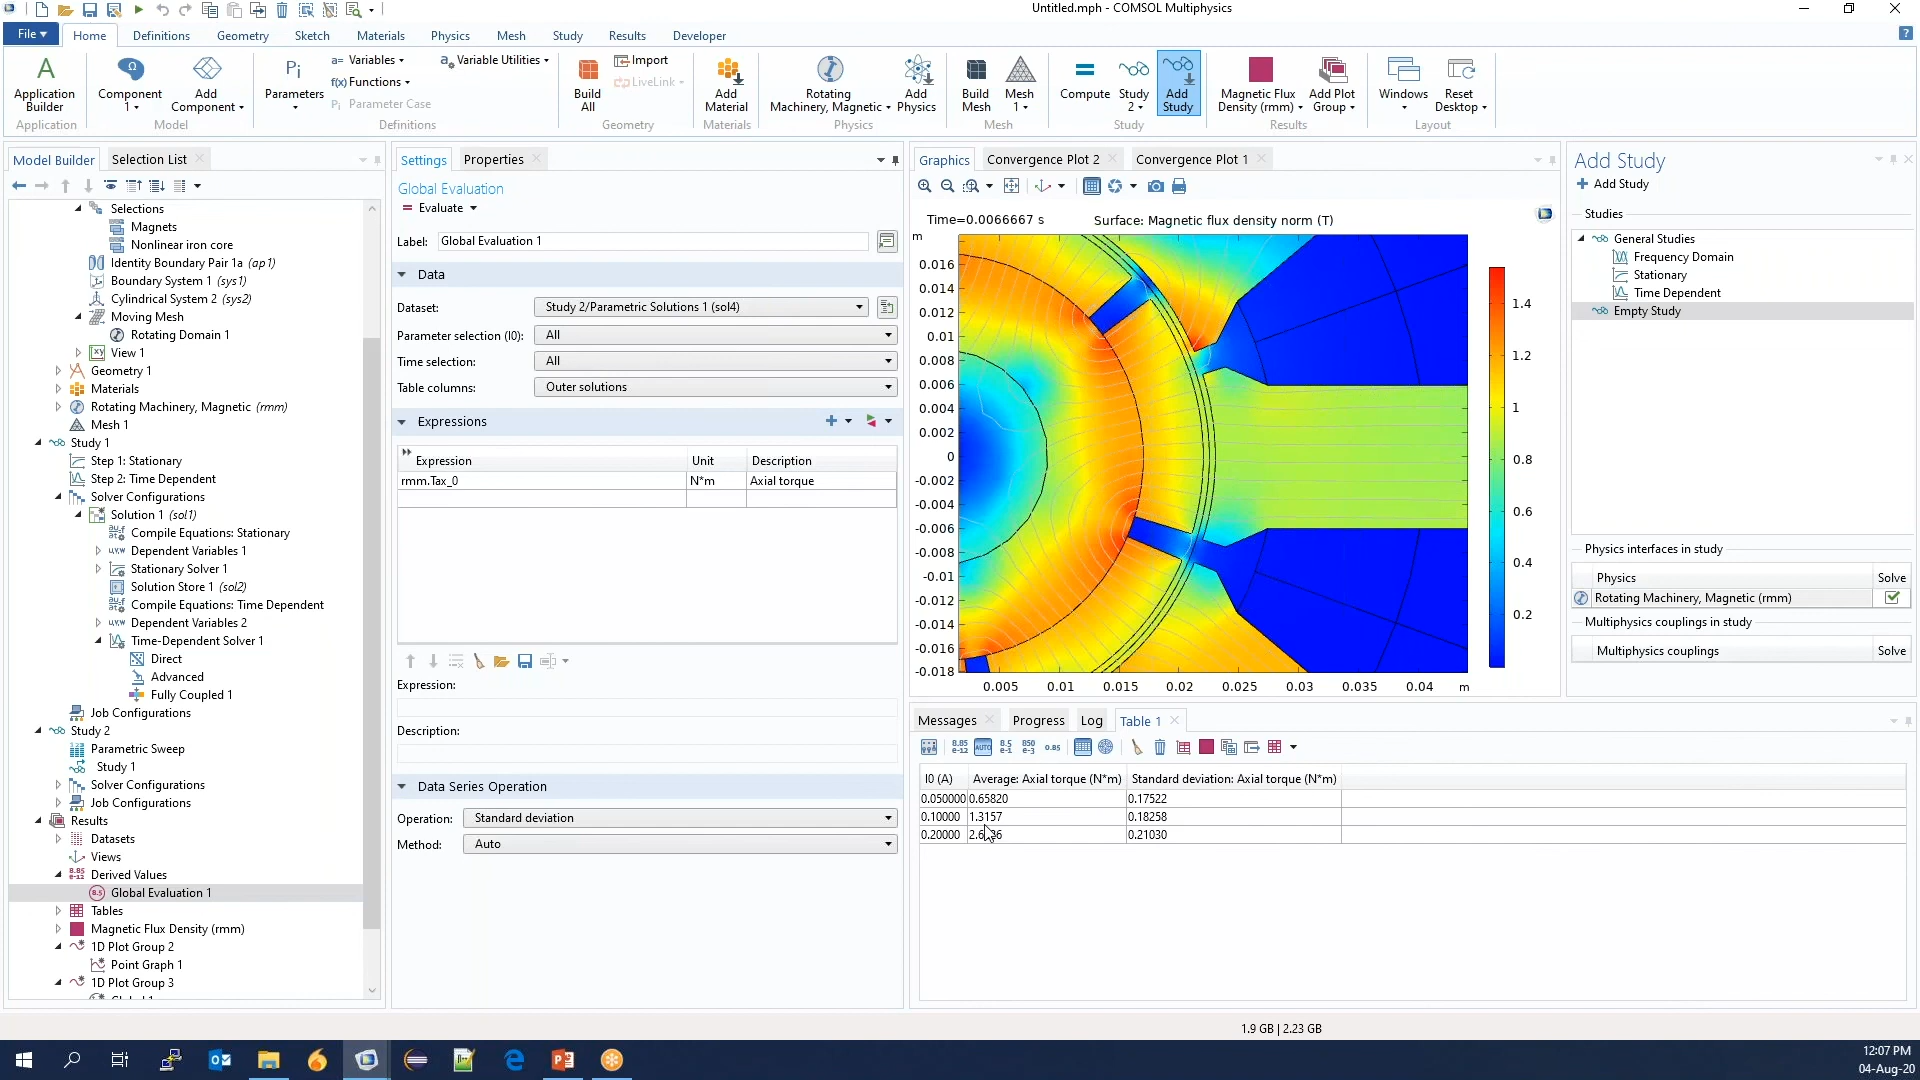 Untitled.mph - COMSOL Multiphysics
File Home Definitions Geometry Sketch Materials Physics Mesh Study Results Developer
Application Builder
Application
Component 1
Add Component
Model
Parameters
a= Variables
f(x) Functions
Pi Parameter Case
Variable Utilities
Definitions
Build All
Import
LiveLink
Geometry
Add Material
Materials
Rotating Machinery, Magnetic
Add Physics
Physics
Build Mesh
Mesh 1
Mesh
Compute
Study 2
Add Study
Study
Magnetic Flux Density (rmm)
Add Plot Group
Results
Windows
Reset Desktop
Layout
Model Builder Selection List
Selections
Magnets
Nonlinear iron core
Identity Boundary Pair 1a (ap1)
Boundary System 1 (sys1)
Cylindrical System 2 (sys2)
Moving Mesh
Rotating Domain 1
View 1
Geometry 1
Materials
Rotating Machinery, Magnetic (rmm)
Mesh 1
Study 1
Step 1: Stationary
Step 2: Time Dependent
Solver Configurations
Solution 1 (sol1)
Compile Equations: Stationary
Dependent Variables 1
Stationary Solver 1
Solution Store 1 (sol2)
Compile Equations: Time Dependent
Dependent Variables 2
Time-Dependent Solver 1
Direct
Advanced
Fully Coupled 1
Job Configurations
Study 2
Parametric Sweep
Study 1
Solver Configurations
Job Configurations
Results
Datasets
Views
Derived Values
Global Evaluation 1
Tables
Magnetic Flux Density (rmm)
1D Plot Group 2
Point Graph 1
1D Plot Group 3
Settings Properties
Global Evaluation
= Evaluate
Label: Global Evaluation 1
Data
Dataset: Study 2/Parametric Solutions 1 (sol4)
Parameter selection (I0): All
Time selection: All
Table columns: Outer solutions
Expressions
Expression Unit Description
rmm.Tax_0 N*m Axial torque
Expression:
Description:
Data Series Operation
Operation: Standard deviation
Method: Auto
Graphics Convergence Plot 2 Convergence Plot 1
Time=0.0066667 s Surface: Magnetic flux density norm (T)
m
0.016
0.014
0.012
0.01
0.008
0.006
0.004
0.002
0
-0.002
-0.004
-0.006
-0.008
-0.01
-0.012
-0.014
-0.016
-0.018
0.005 0.01 0.015 0.02 0.025 0.03 0.035 0.04 m
1.4
1.2
1
0.8
0.6
0.4
0.2
Messages Progress Log Table 1
8.85 e-12 AUTO 8.5 e-1 850 e-3 0.85
I0 (A) Average: Axial torque (N*m) Standard deviation: Axial torque (N*m)
0.050000 0.65820 0.17522
0.10000 1.3157 0.18258
0.20000 0.21030
Add Study
+ Add Study
Studies
General Studies
Frequency Domain
Stationary
Time Dependent
Empty Study
Physics interfaces in study
Physics Solve
Rotating Machinery, Magnetic (rmm)
Multiphysics couplings in study
Multiphysics couplings Solve
1.9 GB | 2.23 GB
12:07 PM
04-Aug-20